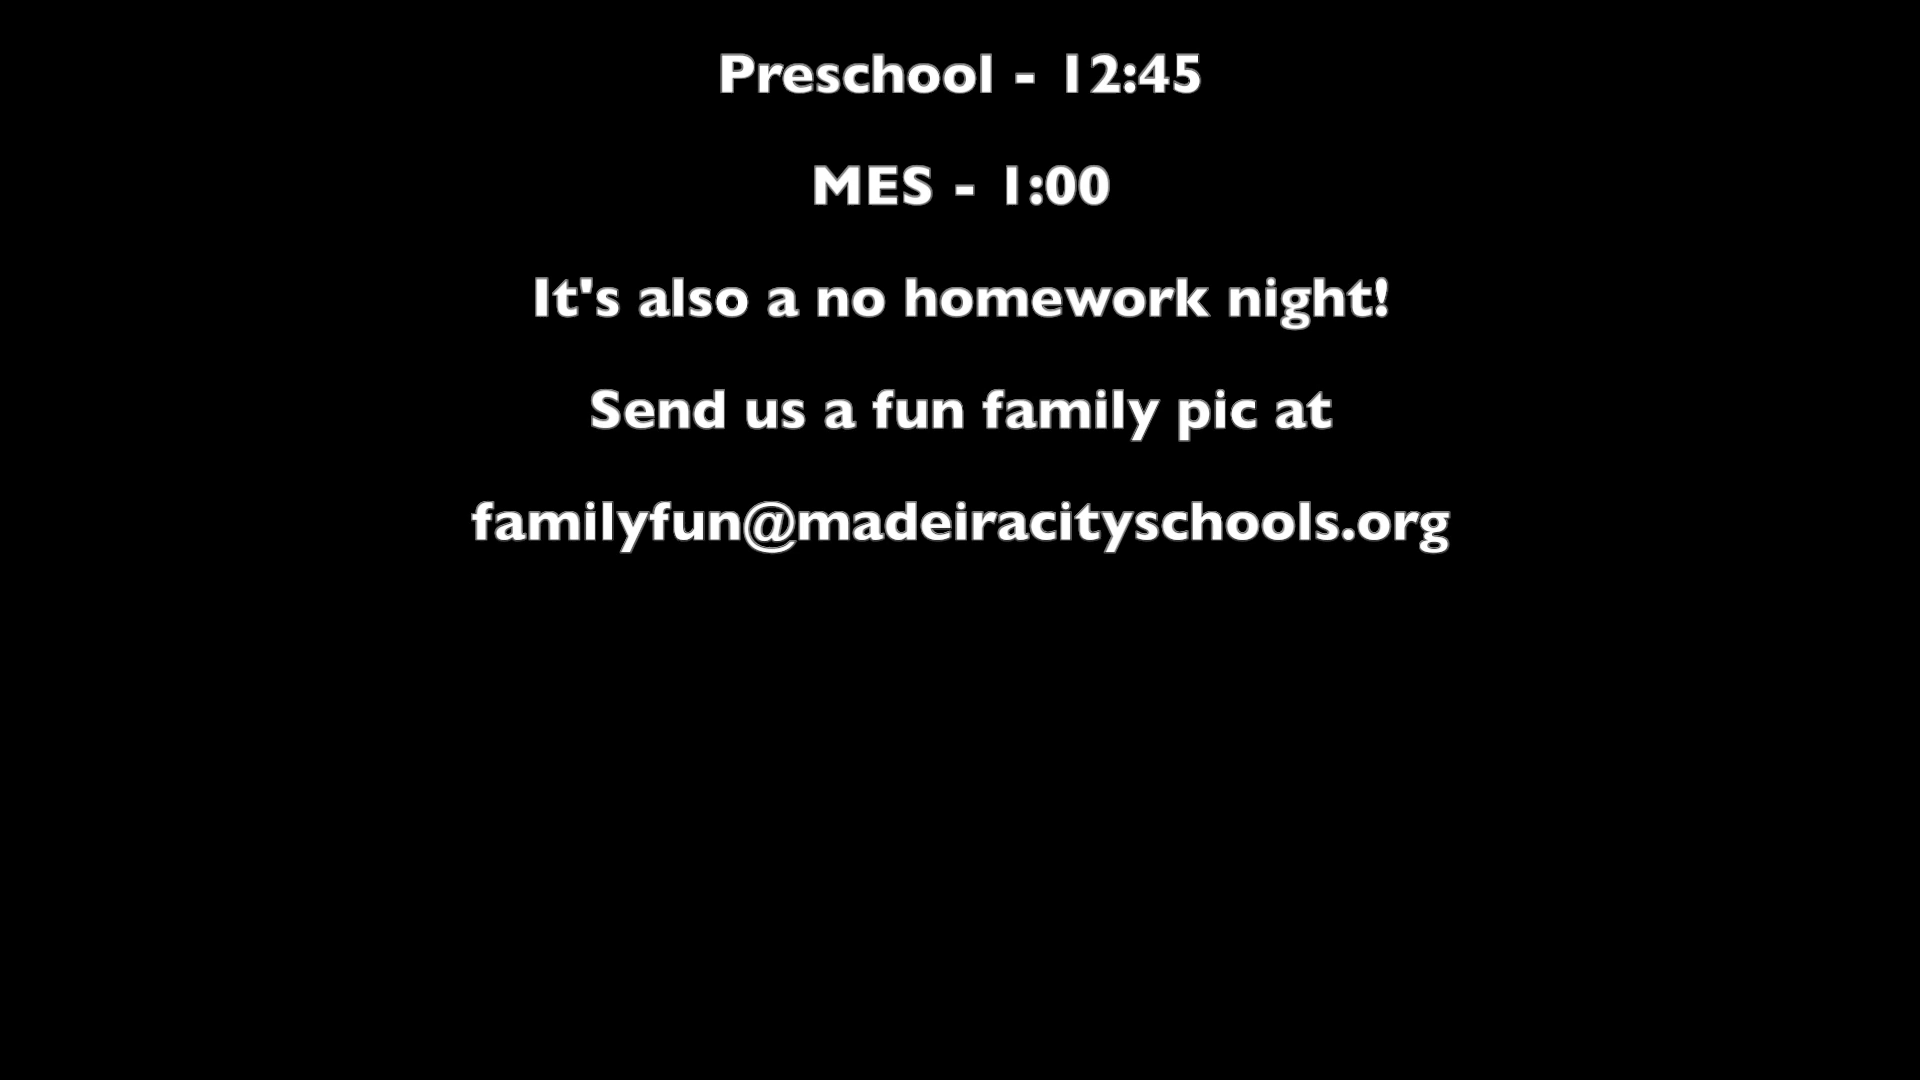 Preschool - 12:45
MES - 1:00
It's also a no homework night!
Send us a fun family pic at
familyfun@madeiracityschools.org